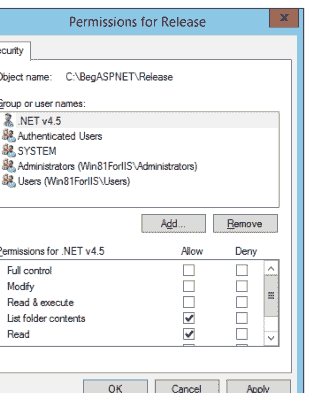 Permissions for Release
x
ecurity
Object name: C:\BegASPNET\Release
Group or user names:
.NET v4.5
Authenticated Users
SYSTEM
Administrators (Win81ForIIS\Administrators)
Users (Win81ForIIS\Users)
Add... Remove
Permissions for .NET v4.5 Allow Deny
Full control
Modify
Read & execute
List folder contents
Read
OK Cancel Apply